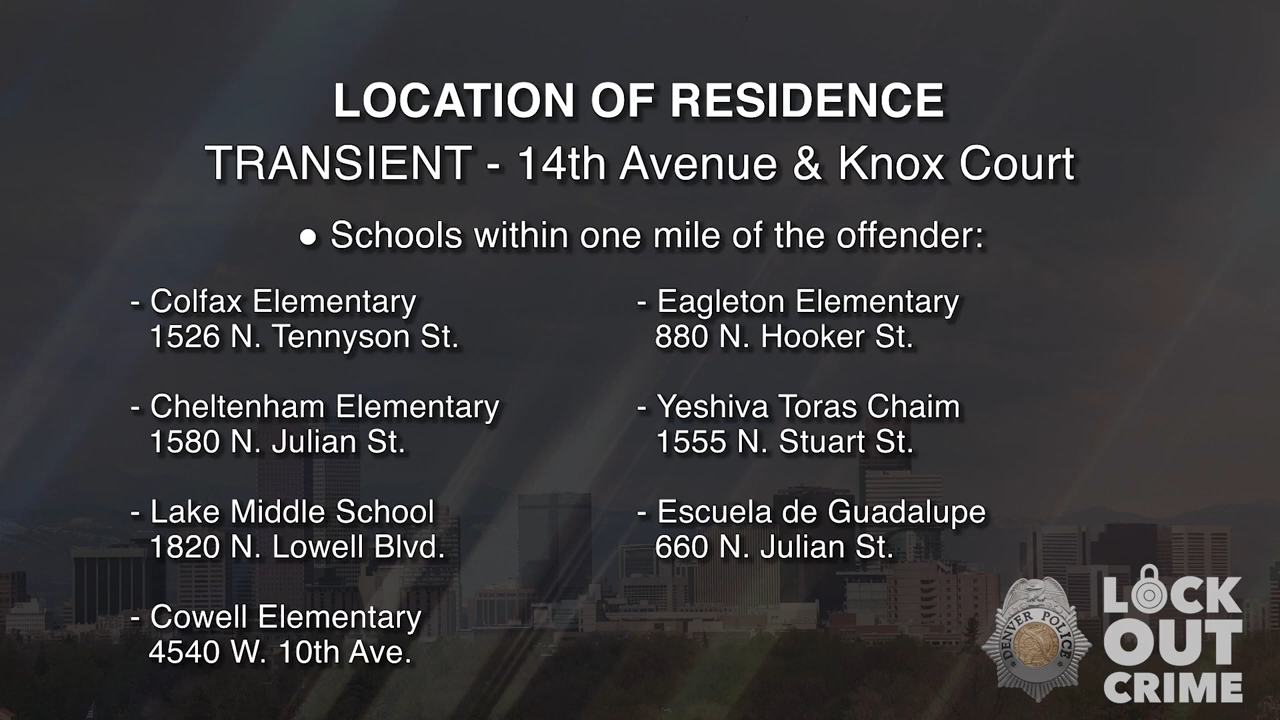 LOCATION OF RESIDENCE
TRANSIENT - 14th Avenue & Knox Court
● Schools within one mile of the offender:
- Colfax Elementary
1526 N. Tennyson St.
- Cheltenham Elementary
1580 N. Julian St.
- Lake Middle School
1820 N. Lowell Blvd.
- Cowell Elementary
4540 W. 10th Ave.
- Eagleton Elementary
880 N. Hooker St.
- Yeshiva Toras Chaim
1555 N. Stuart St.
- Escuela de Guadalupe
660 N. Julian St.
DENVER POLICE
LOCK
OUT
CRIME